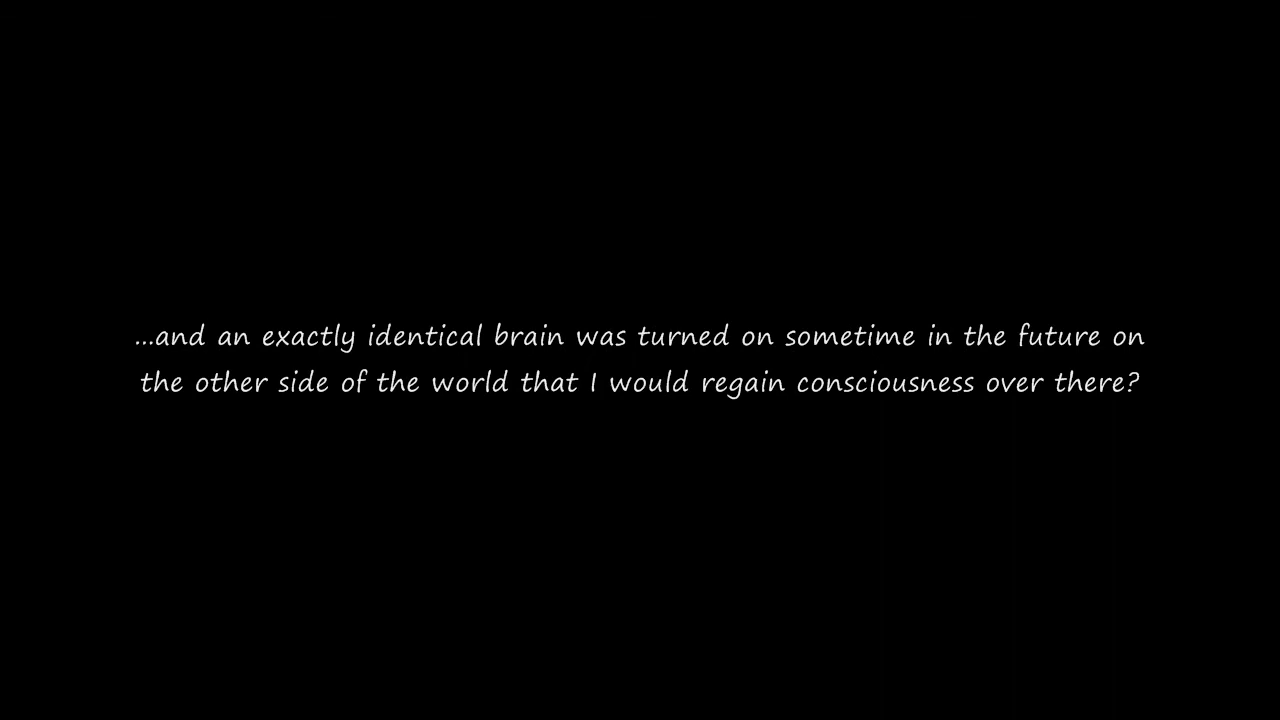 ...and an exactly identical brain was turned on sometime in the future on
the other side of the world that I would regain consciousness over there?